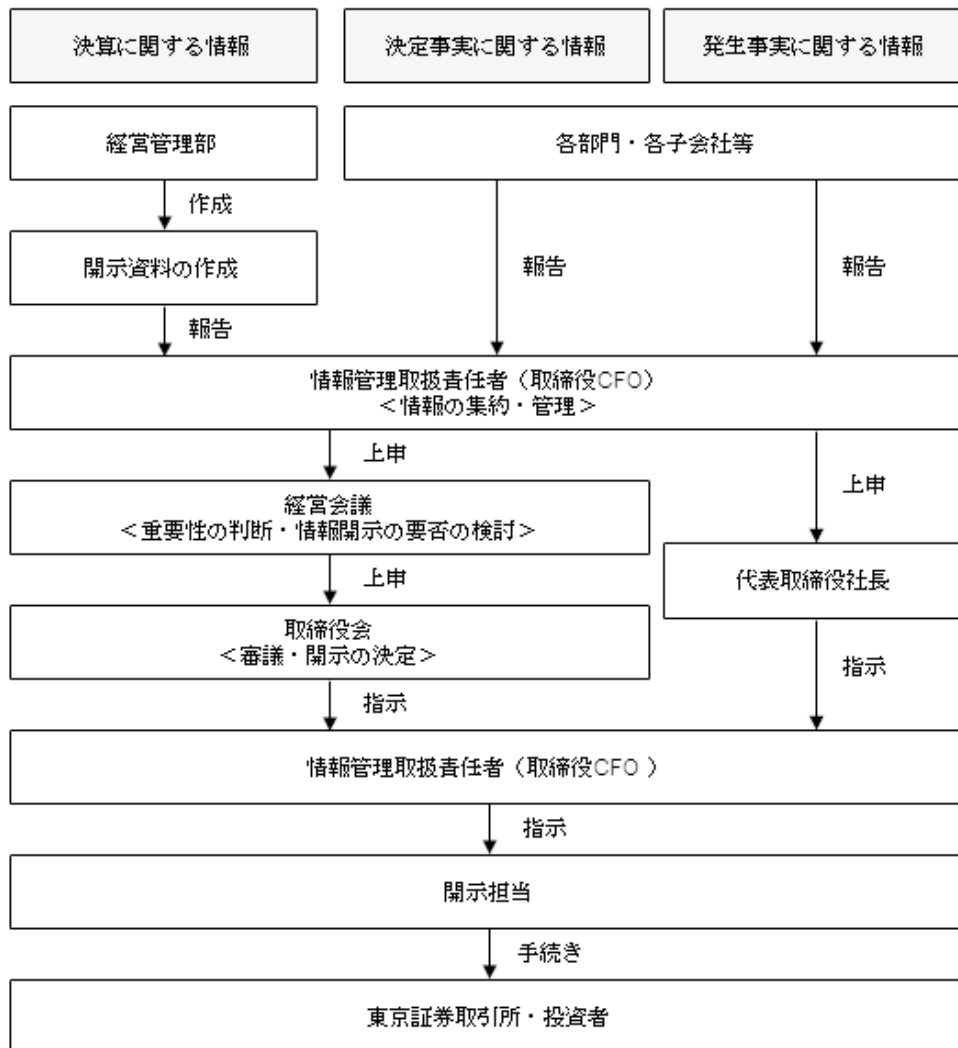 決算に関する情報
決定事実に関する情報
発生事実に関する情報
経営管理部
各部門・各子会社等
作成
開示資料の作成
報告
報告
報告
情報管理取扱責任者（取締役CFO）
＜情報の集約・管理＞
上申
上申
経営会議
＜重要性の判断・情報開示の要否の検討＞
上申
代表取締役社長
取締役会
＜審議・開示の決定＞
指示
指示
情報管理取扱責任者（取締役CFO ）
指示
開示担当
手続き
東京証券取引所・投資者